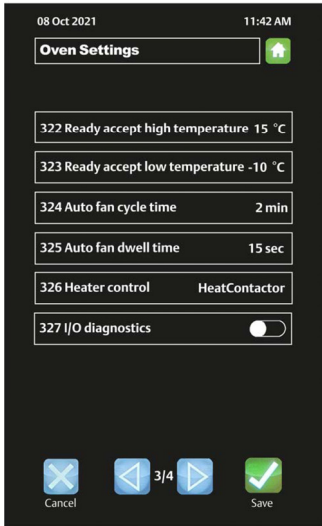 08 Oct 2021 11:42 AM
Oven Settings
322 Ready accept high temperature 15 °C
323 Ready accept low temperature -10 °C
324 Auto fan cycle time 2 min
325 Auto fan dwell time 15 sec
326 Heater control HeatContactor
327 I/O diagnostics
3/4
Cancel Save